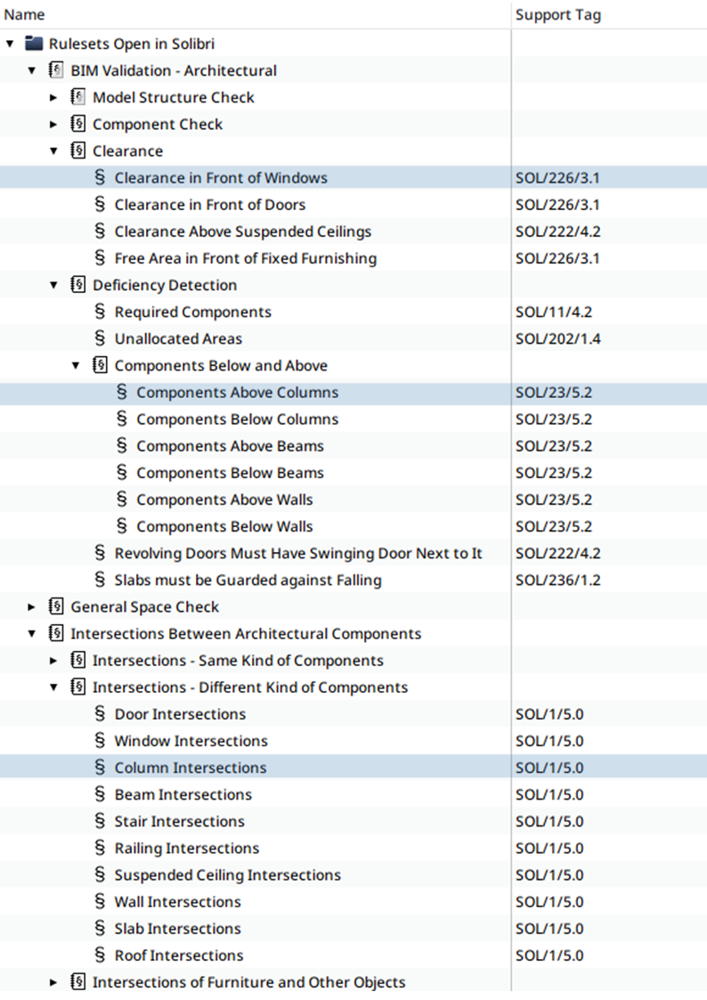 Name Support Tag
Rulesets Open in Solibri
BIM Validation - Architectural
Model Structure Check
Component Check
Clearance
§ Clearance in Front of Windows SOL/226/3.1
§ Clearance in Front of Doors SOL/226/3.1
§ Clearance Above Suspended Ceilings SOL/222/4.2
§ Free Area in Front of Fixed Furnishing SOL/226/3.1
Deficiency Detection
§ Required Components SOL/11/4.2
§ Unallocated Areas SOL/202/1.4
Components Below and Above
§ Components Above Columns SOL/23/5.2
§ Components Below Columns SOL/23/5.2
§ Components Above Beams SOL/23/5.2
§ Components Below Beams SOL/23/5.2
§ Components Above Walls SOL/23/5.2
§ Components Below Walls SOL/23/5.2
§ Revolving Doors Must Have Swinging Door Next to It SOL/222/4.2
§ Slabs must be Guarded against Falling SOL/236/1.2
General Space Check
Intersections Between Architectural Components
Intersections - Same Kind of Components
Intersections - Different Kind of Components
§ Door Intersections SOL/1/5.0
§ Window Intersections SOL/1/5.0
§ Column Intersections SOL/1/5.0
§ Beam Intersections SOL/1/5.0
§ Stair Intersections SOL/1/5.0
§ Railing Intersections SOL/1/5.0
§ Suspended Ceiling Intersections SOL/1/5.0
§ Wall Intersections SOL/1/5.0
§ Slab Intersections SOL/1/5.0
§ Roof Intersections SOL/1/5.0
Intersections of Furniture and Other Objects